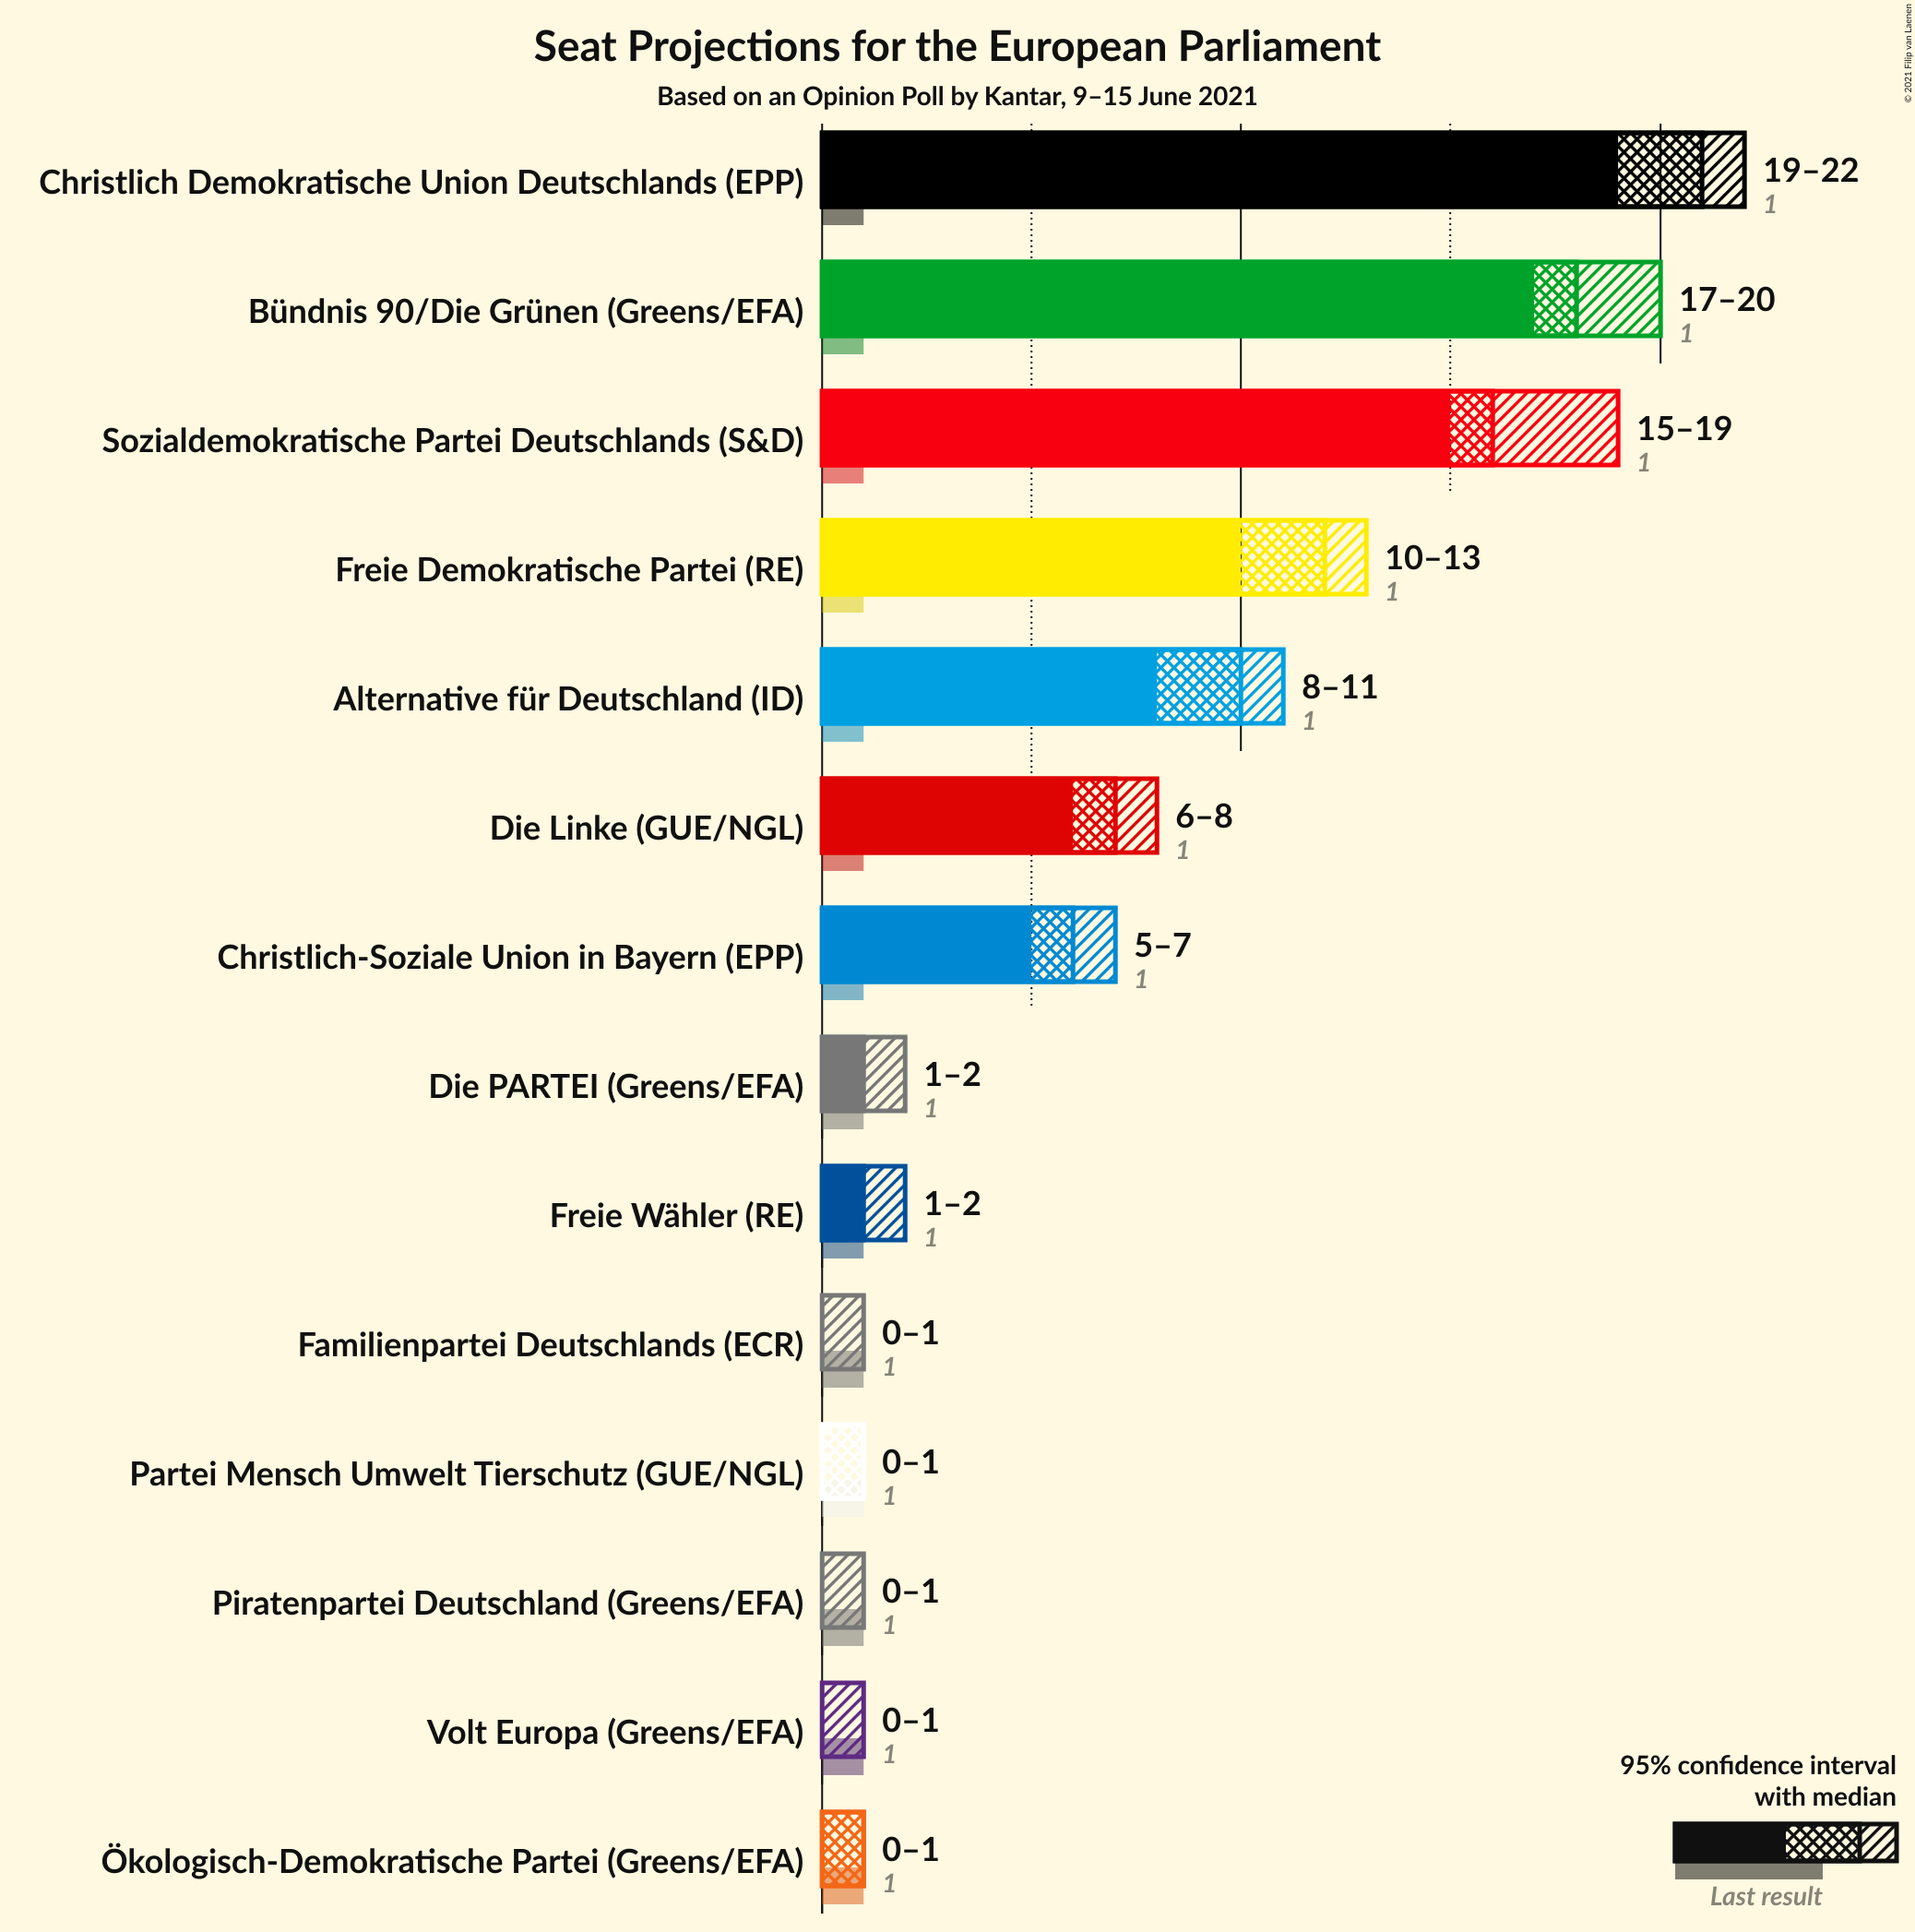 Seat Projections for the European Parliament
Based on an Opinion Poll by Kantar, 9–15 June 2021
© 2021 Filip van Laenen
Christlich Demokratische Union Deutschlands (EPP)
19–22
1
Bündnis 90/Die Grünen (Greens/EFA)
17–20
1
Sozialdemokratische Partei Deutschlands (S&D)
15–19
1
Freie Demokratische Partei (RE)
10–13
1
Alternative für Deutschland (ID)
8–11
1
Die Linke (GUE/NGL)
6–8
1
Christlich-Soziale Union in Bayern (EPP)
5–7
1
Die PARTEI (Greens/EFA)
1–2
1
Freie Wähler (RE)
1–2
1
Familienpartei Deutschlands (ECR)
0–1
1
Partei Mensch Umwelt Tierschutz (GUE/NGL)
0–1
1
Piratenpartei Deutschland (Greens/EFA)
0–1
1
Volt Europa (Greens/EFA)
0–1
1
Ökologisch-Demokratische Partei (Greens/EFA)
0–1
1
95% confidence interval
with median
Last result